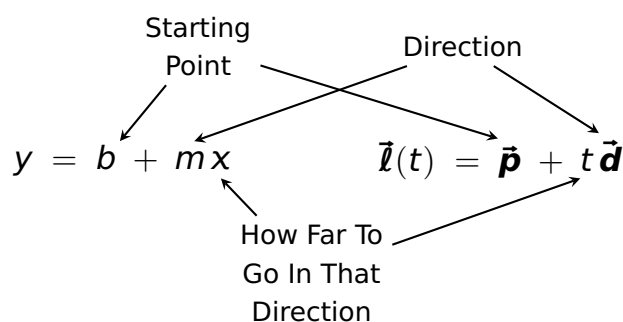 Starting
Point
Direction
y = b + mx
ℓ⃗(t) = p⃗ + td⃗
How Far To
Go In That
Direction